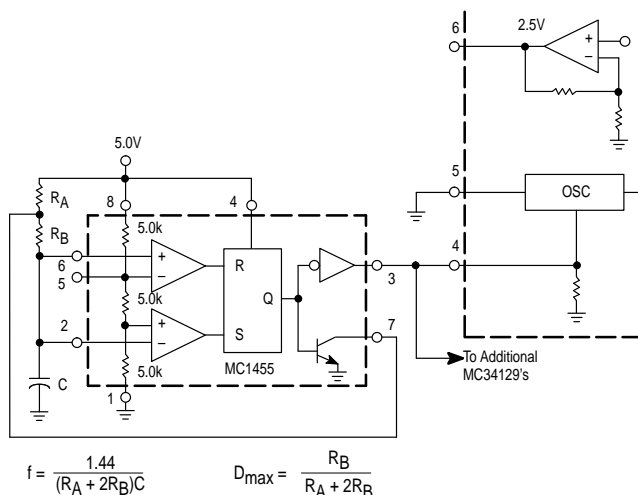 6
2.5V
+
−
5.0V
5
OSC
RA
8
4
5.0k
RB
6
+
R
4
−
5
3
5.0k
Q
2
+
S
7
−
To Additional
MC34129's
5.0k
MC1455
C
1
f = 1.44 / (RA + 2RB)C
Dmax = RB / RA + 2RB